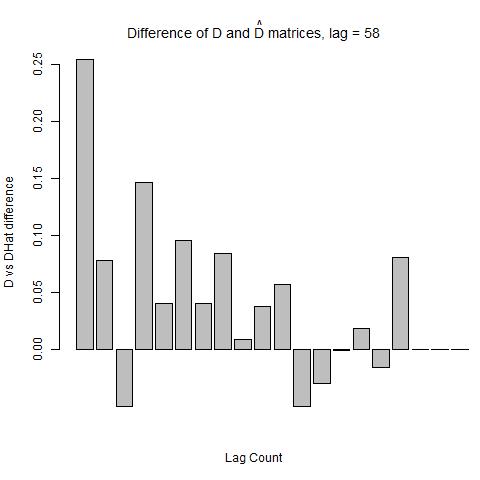 Difference of D and D̂ matrices, lag = 58
0.25
0.20
0.15
0.10
0.05
0.00
D vs DHat difference
Lag Count